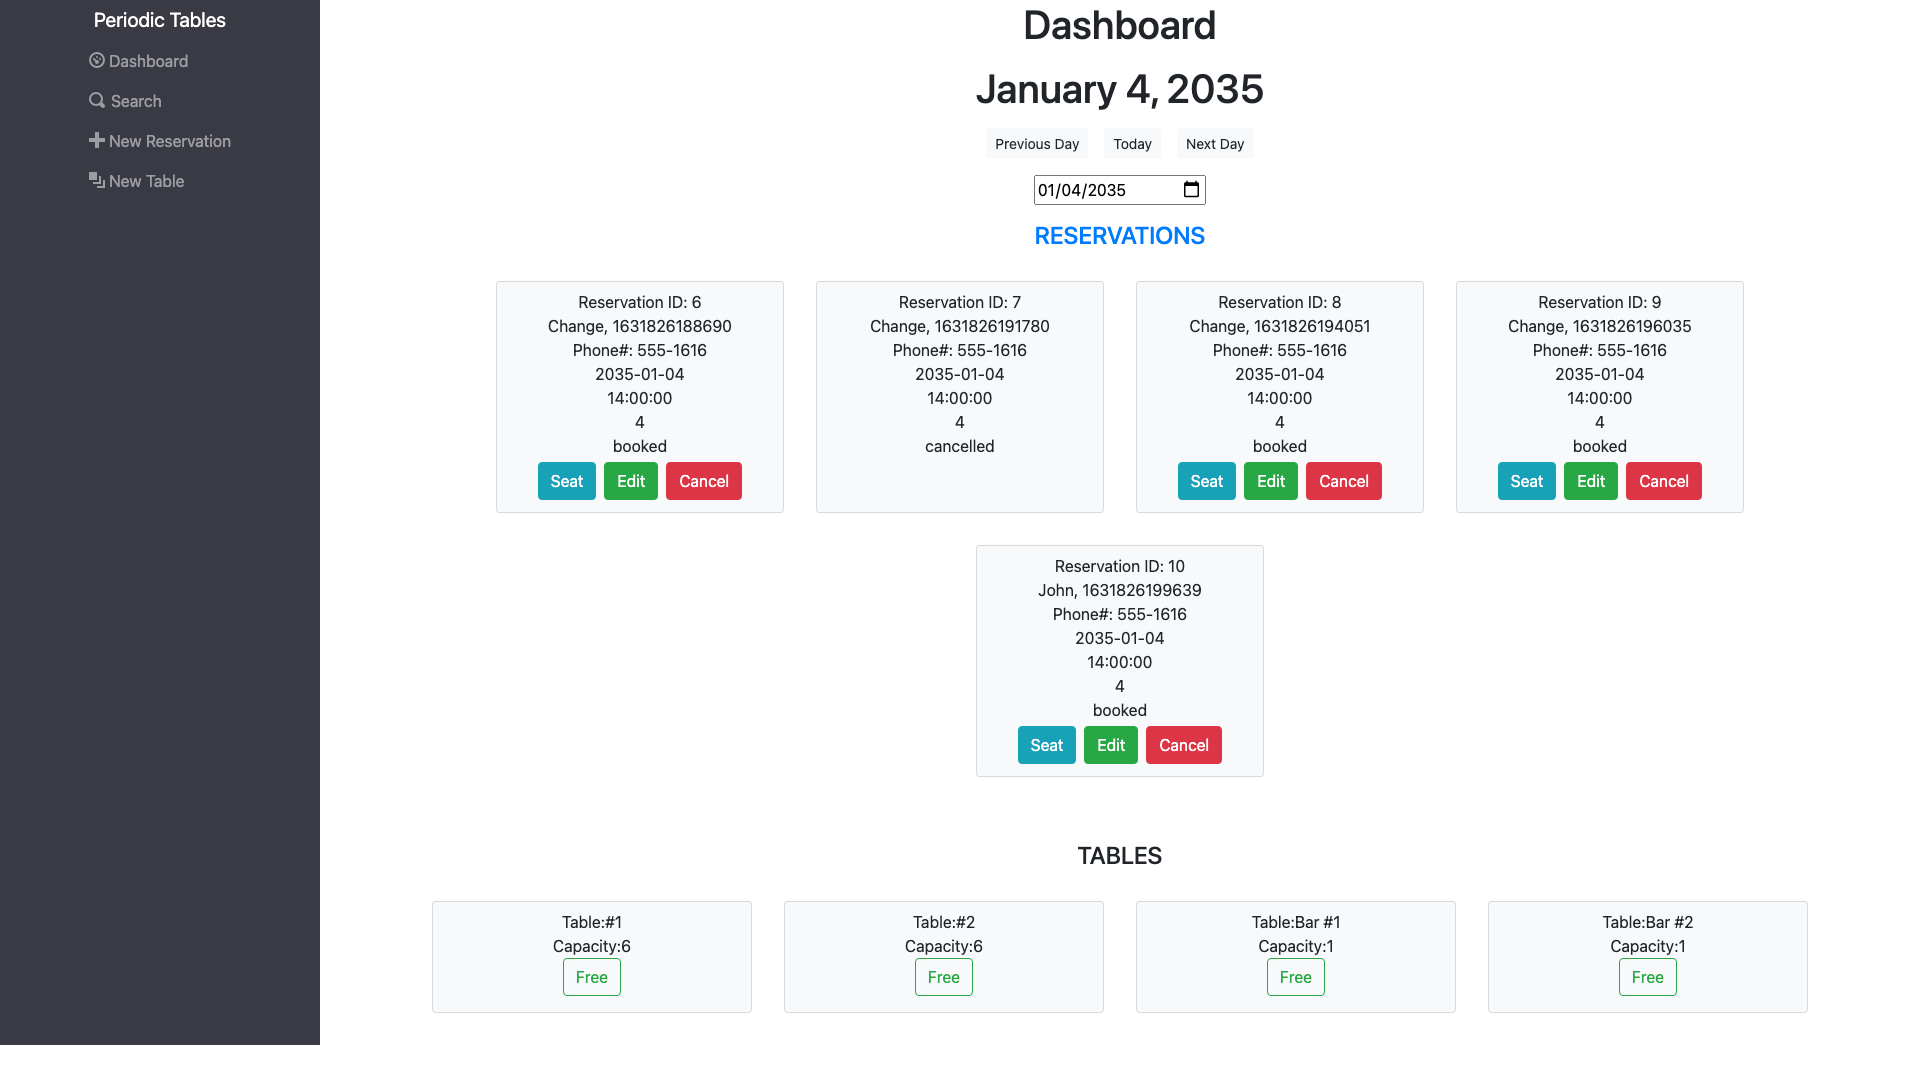 Periodic Tables
Dashboard
Search
New Reservation
New Table
Dashboard
January 4, 2035
Previous Day
Today
Next Day
01/04/2035
RESERVATIONS
Reservation ID: 6
Change, 1631826188690
Phone#: 555-1616
2035-01-04
14:00:00
4
booked
Seat
Edit
Cancel
Reservation ID: 7
Change, 1631826191780
Phone#: 555-1616
2035-01-04
14:00:00
4
cancelled
Reservation ID: 8
Change, 1631826194051
Phone#: 555-1616
2035-01-04
14:00:00
4
booked
Seat
Edit
Cancel
Reservation ID: 9
Change, 1631826196035
Phone#: 555-1616
2035-01-04
14:00:00
4
booked
Seat
Edit
Cancel
Reservation ID: 10
John, 1631826199639
Phone#: 555-1616
2035-01-04
14:00:00
4
booked
Seat
Edit
Cancel
TABLES
Table:#1
Capacity:6
Free
Table:#2
Capacity:6
Free
Table:Bar #1
Capacity:1
Free
Table:Bar #2
Capacity:1
Free